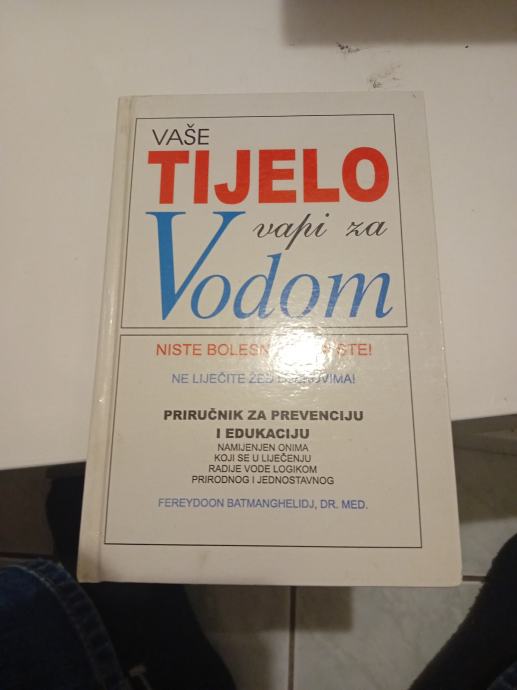 VAŠE
TIJELO
vapi za
Vodom
NISTE
NE LIJEČITE ŽEĐ
PRIRUČNIK ZA PREVENCIJU
I EDUKACIJU
NAMIJENJEN ONIMA
KOJI SE U LIJEČENJU
RADIJE VODE LOGIKOM
PRIRODNOG I JEDNOSTAVNOG
FEREYDOON BATMANGHELIDJ, DR. MED.